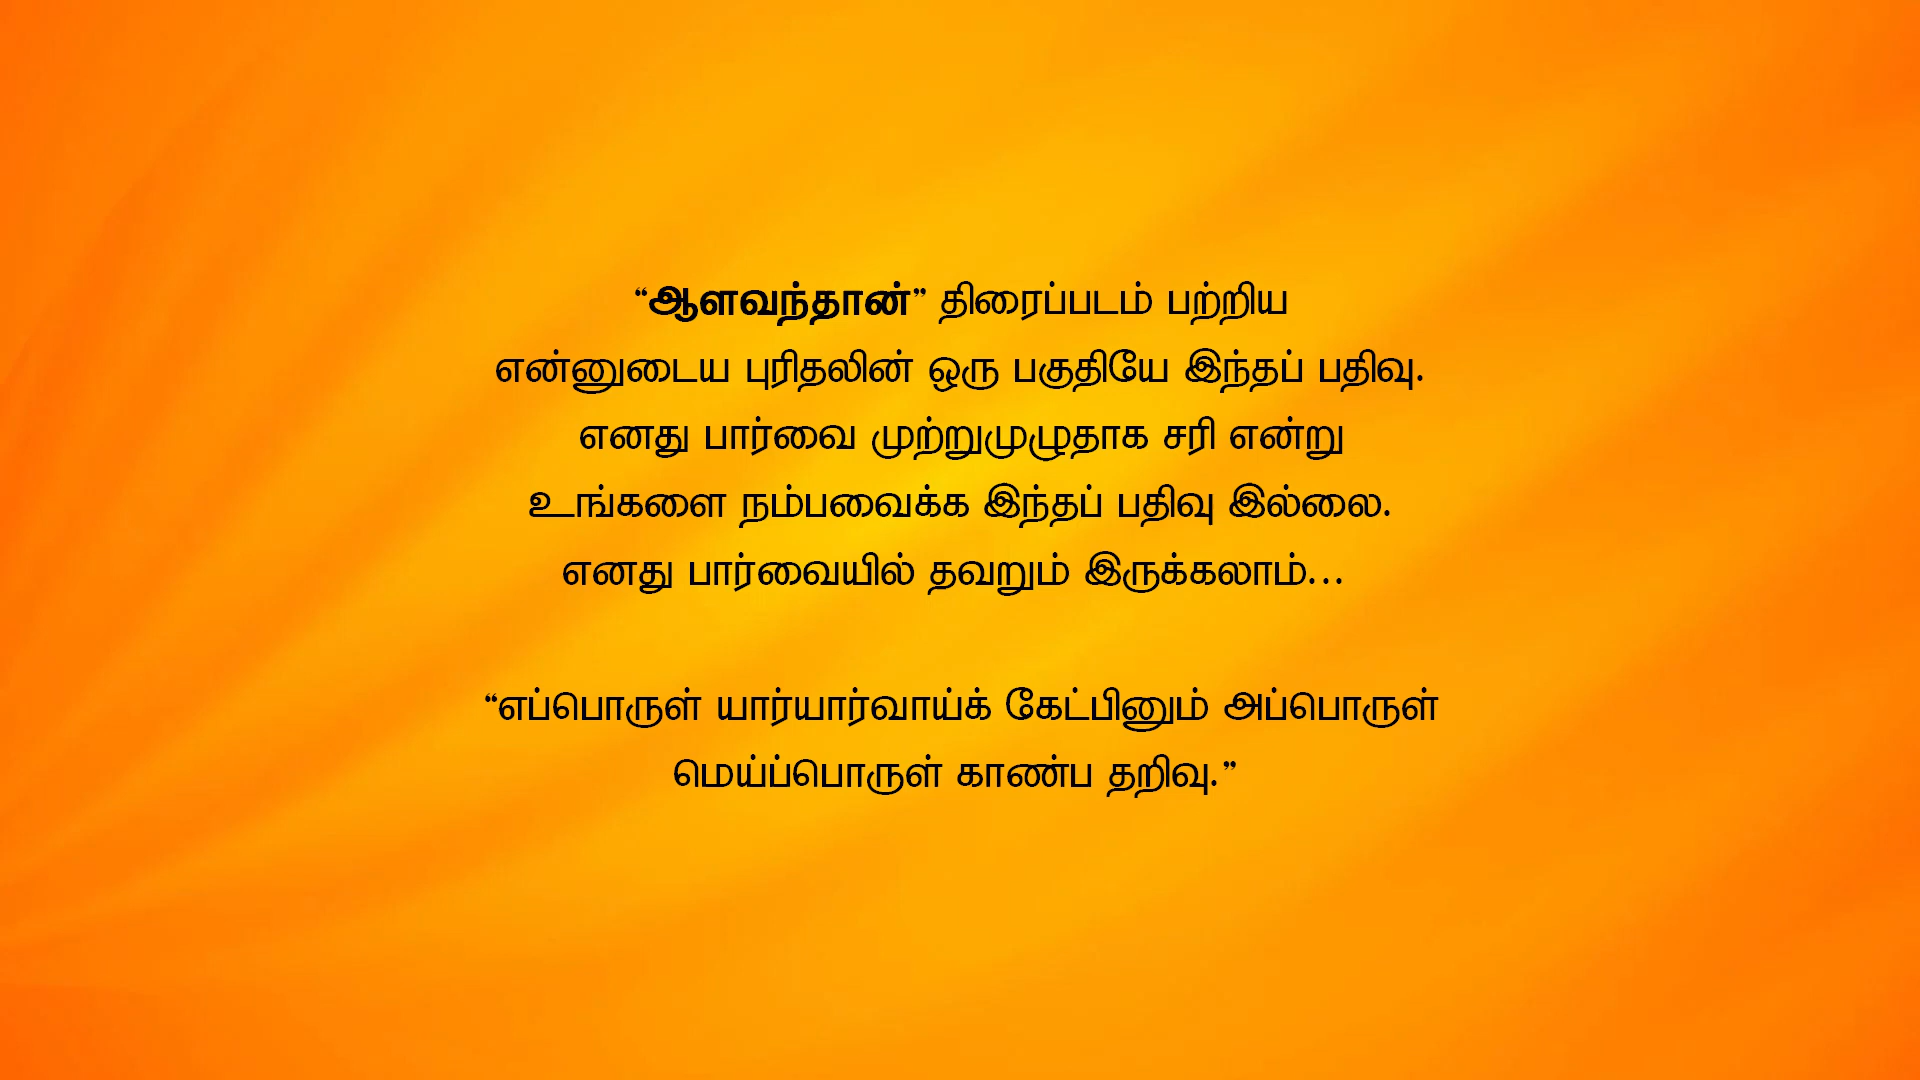 “ஆளவந்தான்” திரைப்படம் பற்றிய
என்னுடைய புரிதலின் ஒரு பகுதியே இந்தப் பதிவு.
எனது பார்வை முற்றுமுழுதாக சரி என்று
உங்களை நம்பவைக்க இந்தப் பதிவு இல்லை.
எனது பார்வையில் தவறும் இருக்கலாம்...
“எப்பொருள் யார்யார்வாய்க் கேட்பினும் அப்பொருள்
மெய்ப்பொருள் காண்ப தறிவு.”